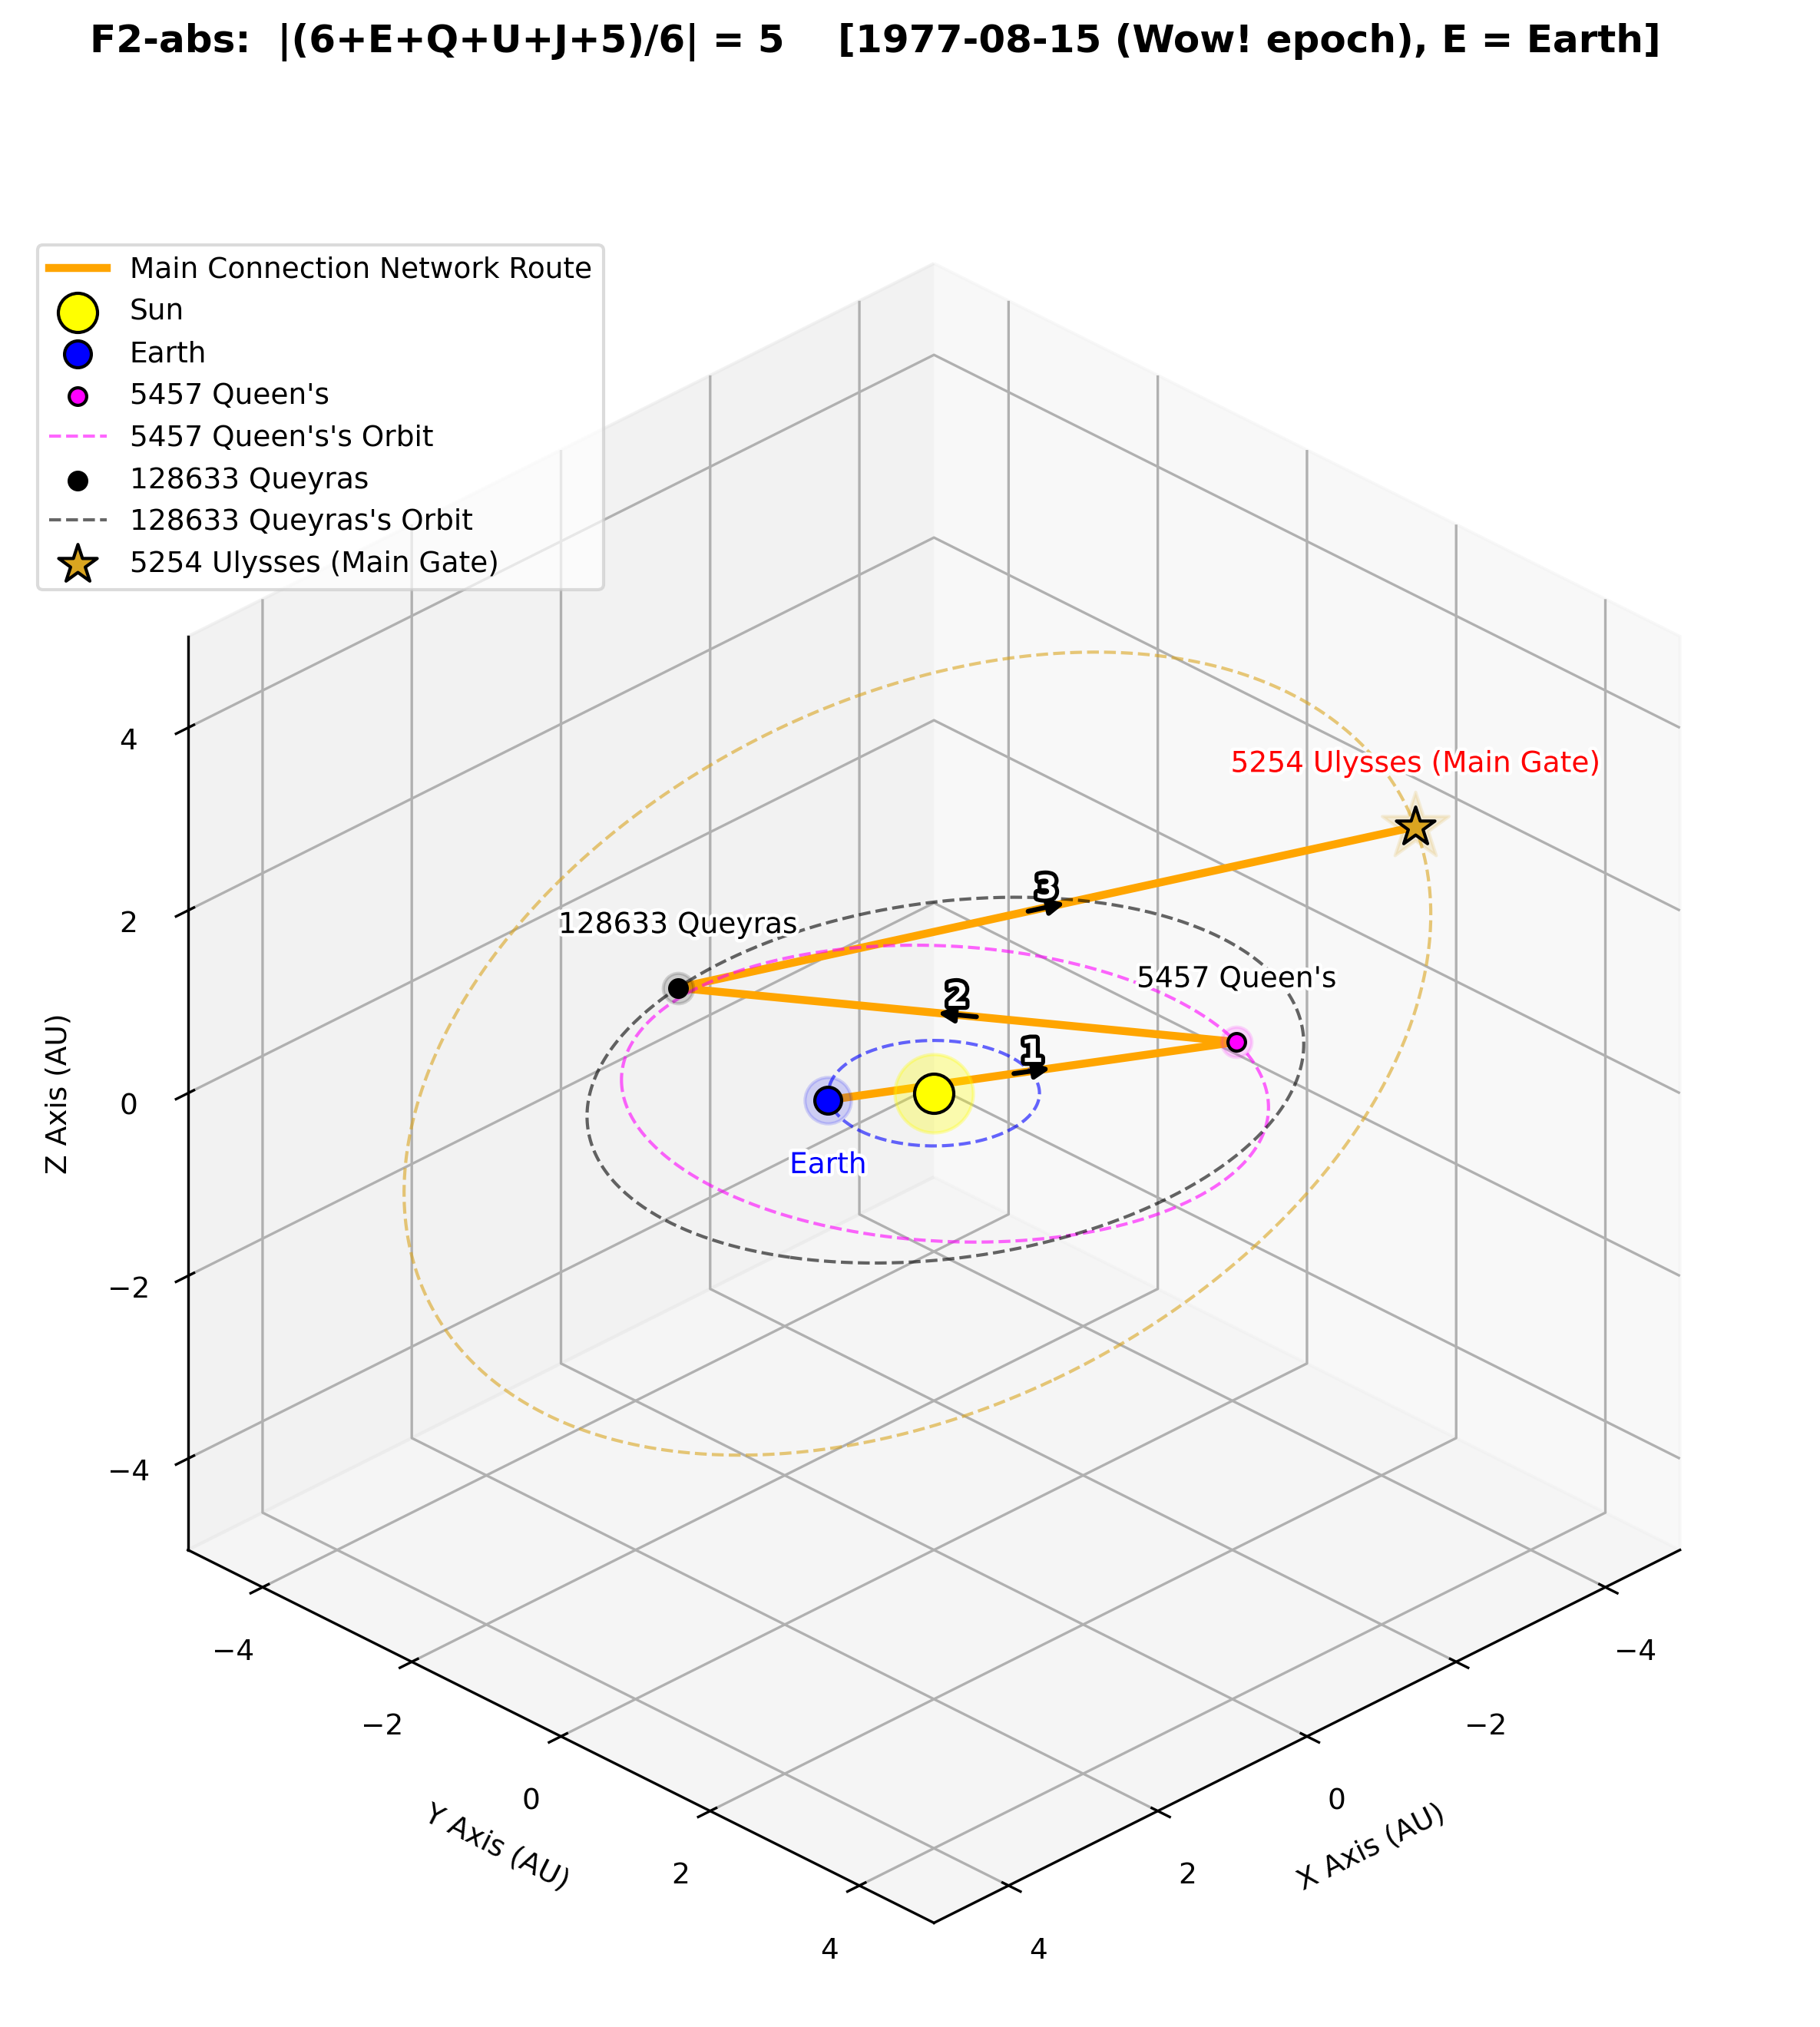 F2-abs:  |(6+E+Q+U+J+5)/6| = 5    [1977-08-15 (Wow! epoch), E = Earth]
Main Connection Network Route
Sun
Earth
5457 Queen's
5457 Queen's's Orbit
128633 Queyras
128633 Queyras's Orbit
5254 Ulysses (Main Gate)
5254 Ulysses (Main Gate)
3
128633 Queyras
5457 Queen's
2
1
Earth
Z Axis (AU)
4
2
0
−2
−4
−4
−2
0
2
4
Y Axis (AU)
−4
−2
0
2
4
X Axis (AU)